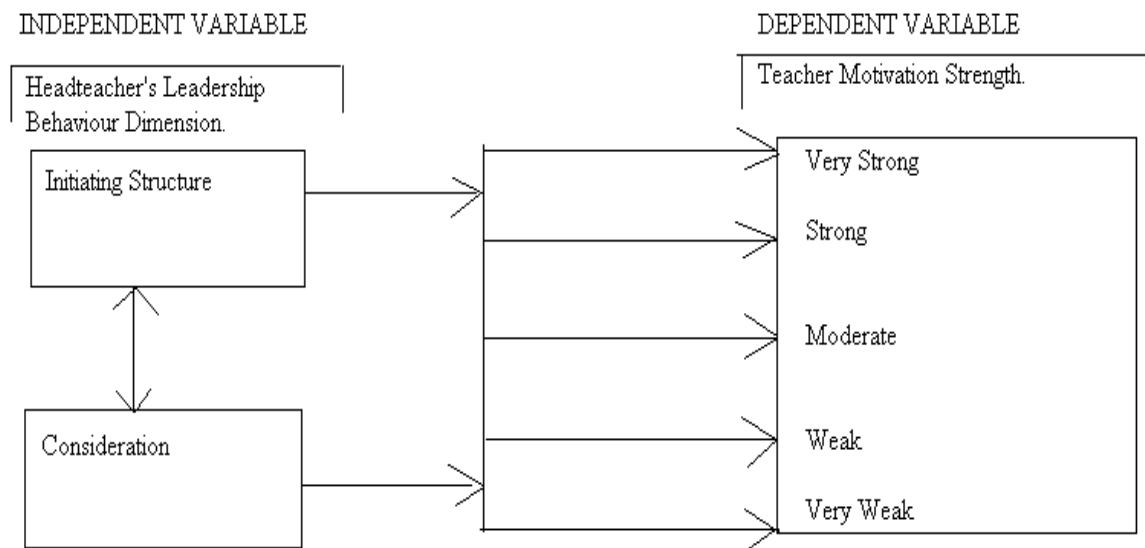 INDEPENDENT VARIABLE
DEPENDENT VARIABLE
Headteacher's Leadership
Behaviour Dimension.
Teacher Motivation Strength.
Initiating Structure
Very Strong
Strong
Moderate
Consideration
Weak
Very Weak